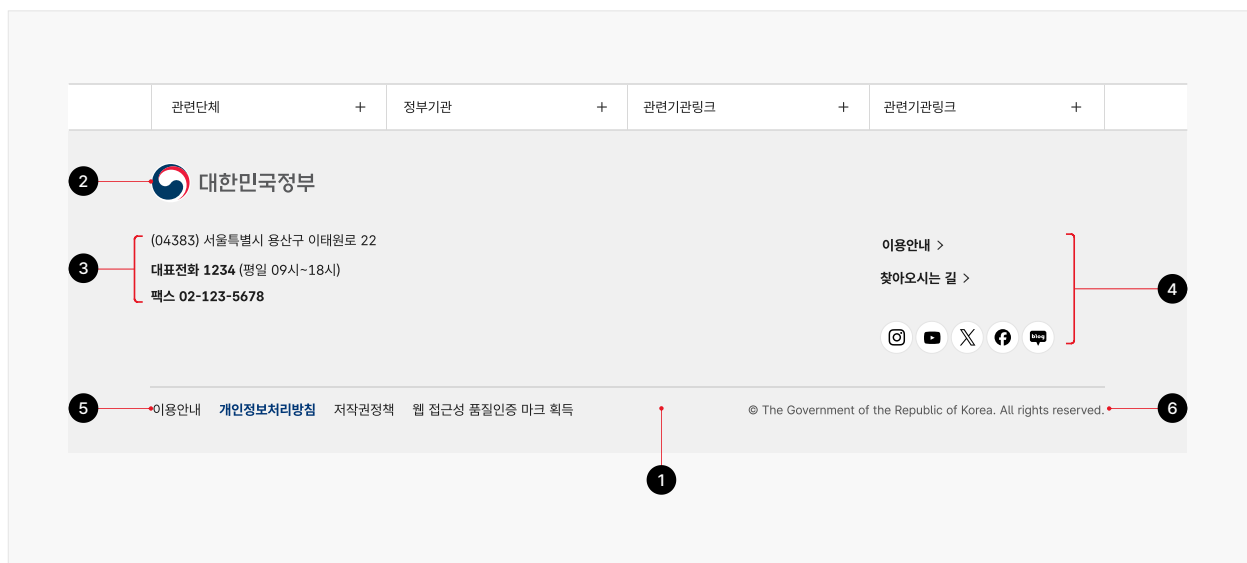 관련단체 + 정부기관 + 관련기관링크 + 관련기관링크 +
2 대한민국정부
(04383) 서울특별시 용산구 이태원로 22
3 대표전화 1234 (평일 09시~18시)
팩스 02-123-5678
이용안내 >
찾아오시는 길 >
4
blog
5 이용안내 개인정보처리방침 저작권정책 웹 접근성 품질인증 마크 획득 © The Government of the Republic of Korea. All rights reserved. 6
1